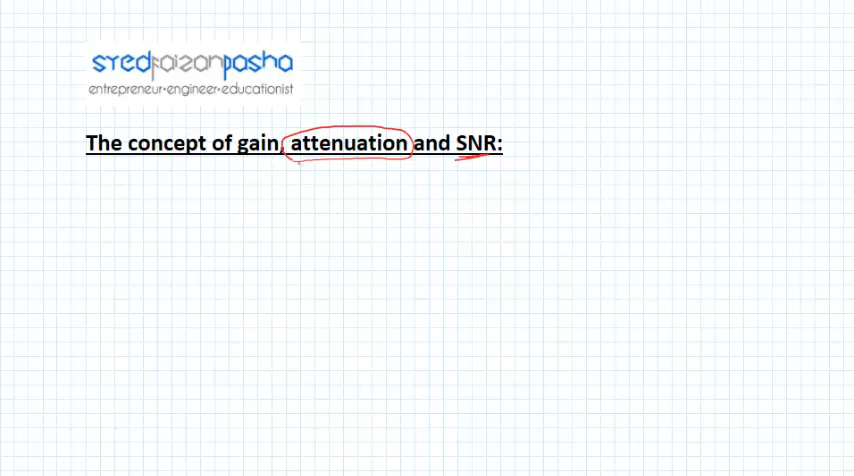 syedfaizanpasha
entrepreneur•engineer•educationist
The concept of gain, attenuation and SNR: